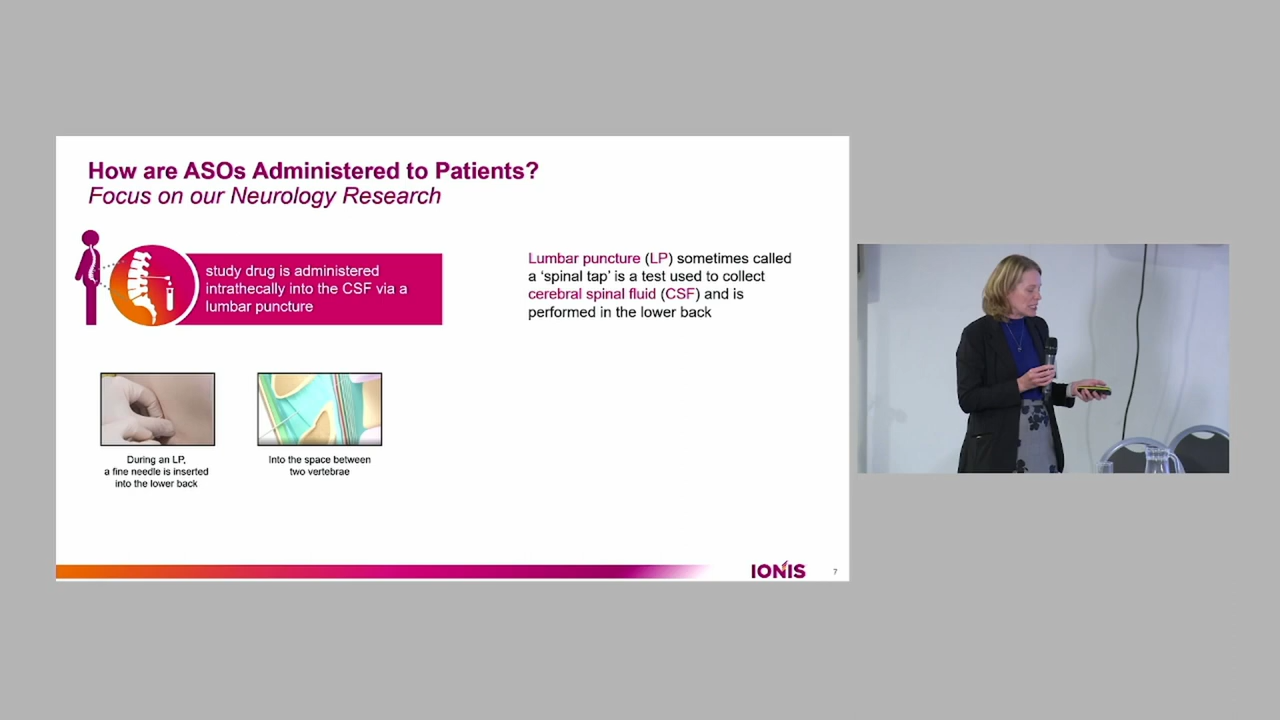 How are ASOs Administered to Patients?
Focus on our Neurology Research
study drug is administered
intrathecally into the CSF via a
lumbar puncture
Lumbar puncture (LP) sometimes called
a ‘spinal tap’ is a test used to collect
cerebral spinal fluid (CSF) and is
performed in the lower back
During an LP,
a fine needle is inserted
into the lower back
Into the space between
two vertebrae
IONIS
7